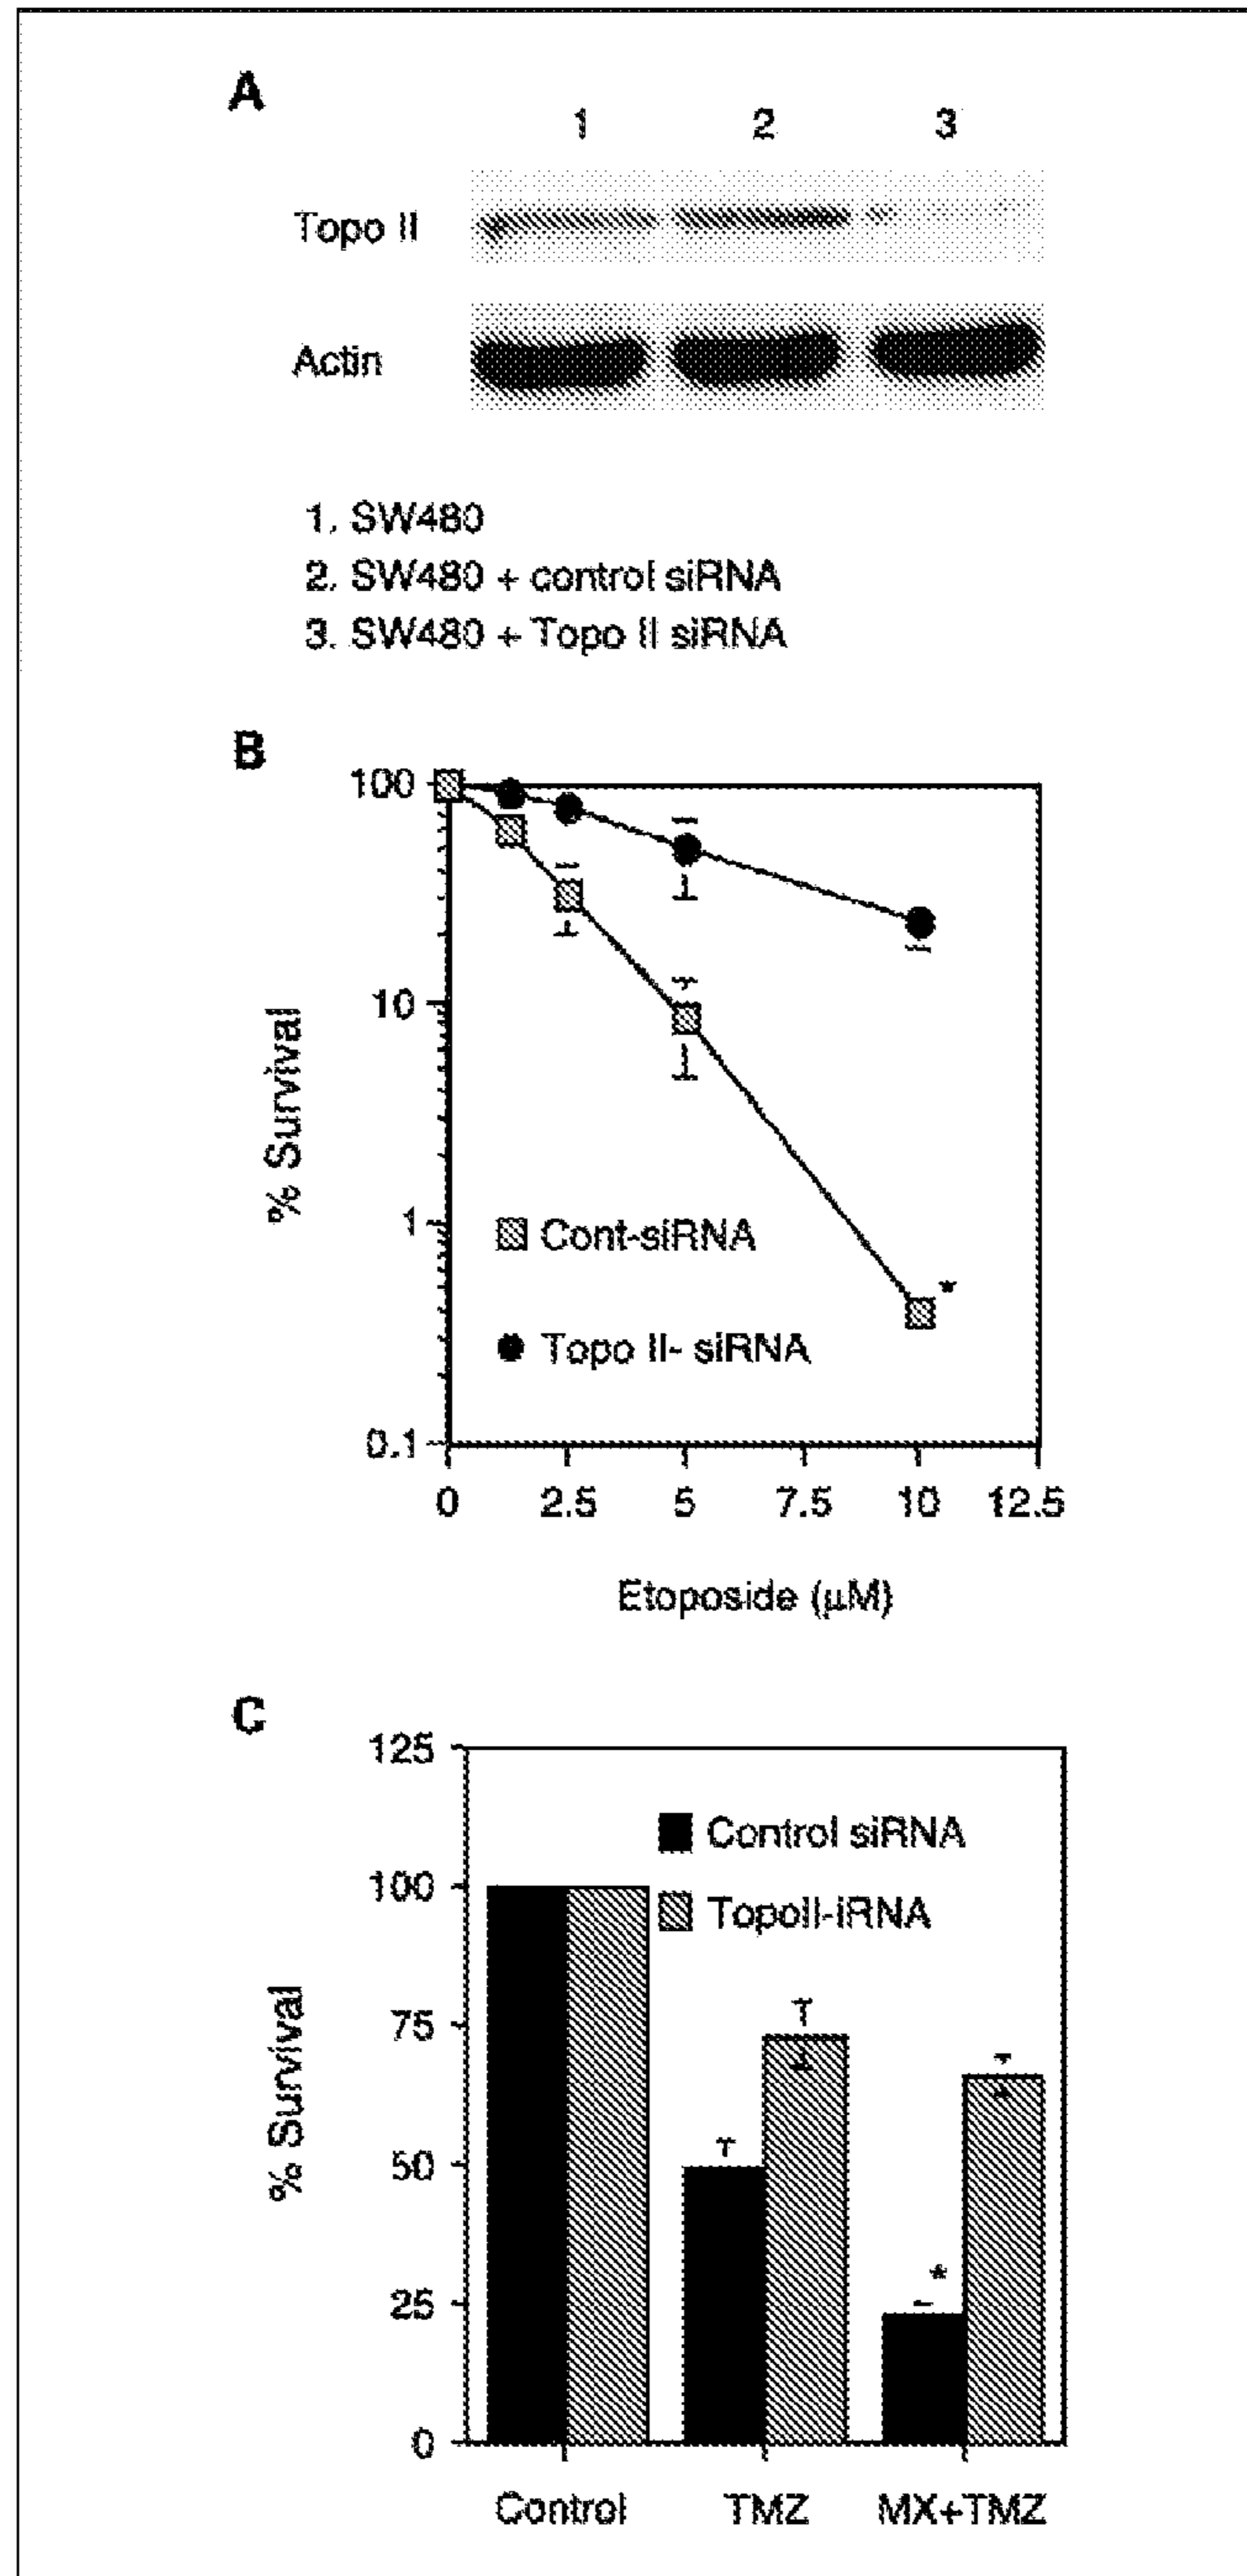 A
1 2 3
Topo II
Actin
1. SW480
2. SW480 + control siRNA
3. SW480 + Topo II siRNA
B
100
10
1
0.1
% Survival
Cont-siRNA
Topo II- siRNA
*
0 2.5 5 7.5 10 12.5
Etoposide (μM)
C
125
100
75
50
25
0
% Survival
Control siRNA
TopoII-iRNA
*
Control TMZ MX+TMZ